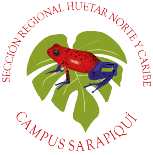 SECCIÓN REGIONAL HUETAR NORTE Y CARIBE
CAMPUS SARAPIQUÍ